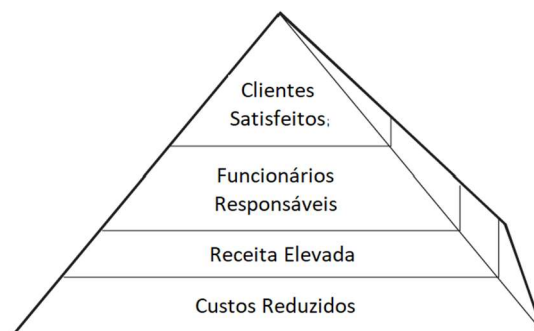 Clientes
Satisfeitos;
Funcionários
Responsáveis
Receita Elevada
Custos Reduzidos